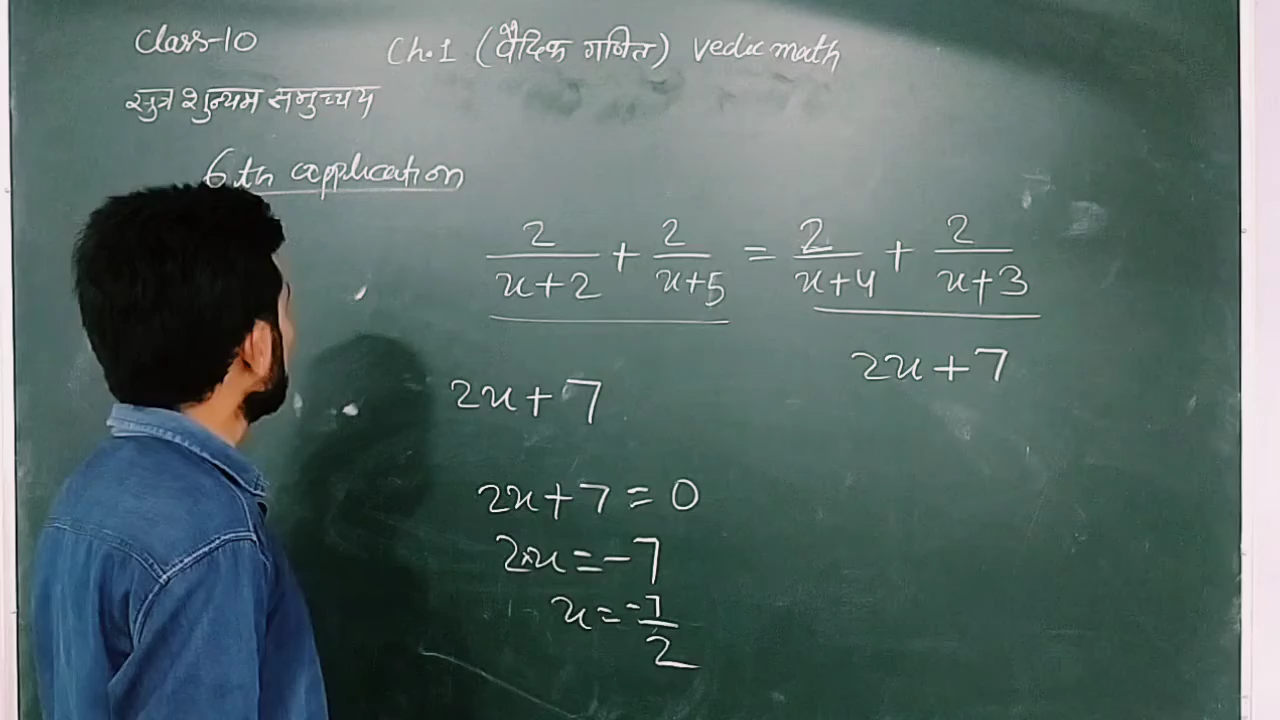 Class-10
Ch.1 (वैदिक गणित) Vedic math
सुत्र शुन्यम समुच्चय
6th application
2/(x+2) + 2/(x+5) = 2/(x+4) + 2/(x+3)
2x+7
2x+7
2x+7=0
2x=-7
x=-7/2